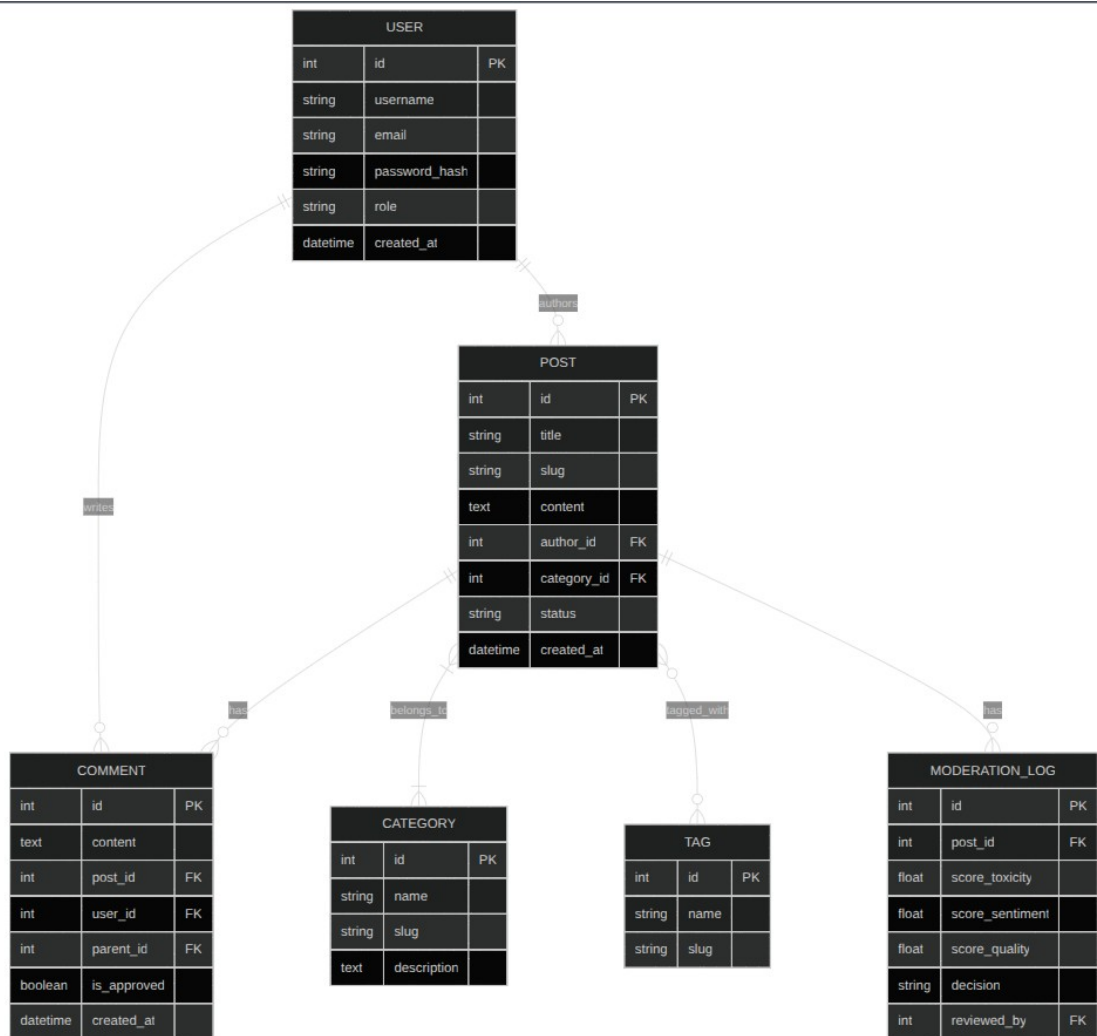 USER
int id PK
string username
string email
string password_hash
string role
datetime created_at
authors
POST
int id PK
string title
string slug
text content
int author_id FK
int category_id FK
string status
datetime created_at
writes
has
belongs_to
tagged_with
has
COMMENT
int id PK
text content
int post_id FK
int user_id FK
int parent_id FK
boolean is_approved
datetime created_at
CATEGORY
int id PK
string name
string slug
text description
TAG
int id PK
string name
string slug
MODERATION_LOG
int id PK
int post_id FK
float score_toxicity
float score_sentiment
float score_quality
string decision
int reviewed_by FK